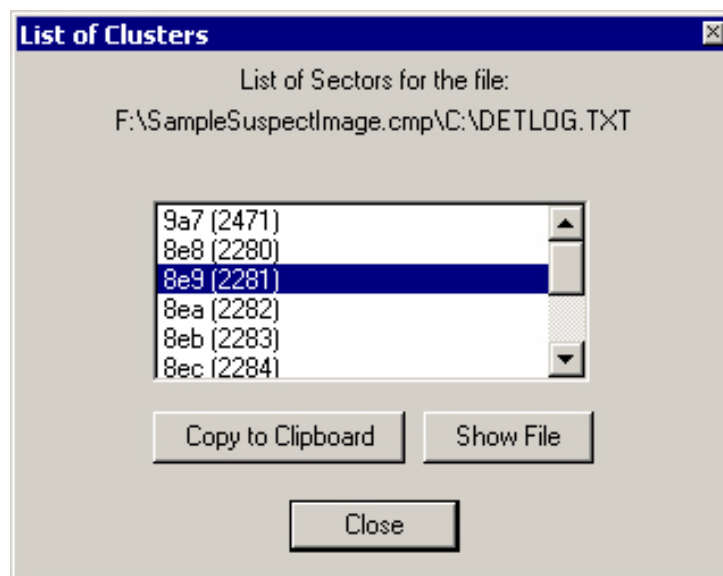 List of Clusters
List of Sectors for the file:
F:\SampleSuspectImage.cmp\C:\DETLOG.TXT
9a7 (2471)
8e8 (2280)
8e9 (2281)
8ea (2282)
8eb (2283)
8ec (2284)
Copy to Clipboard Show File
Close